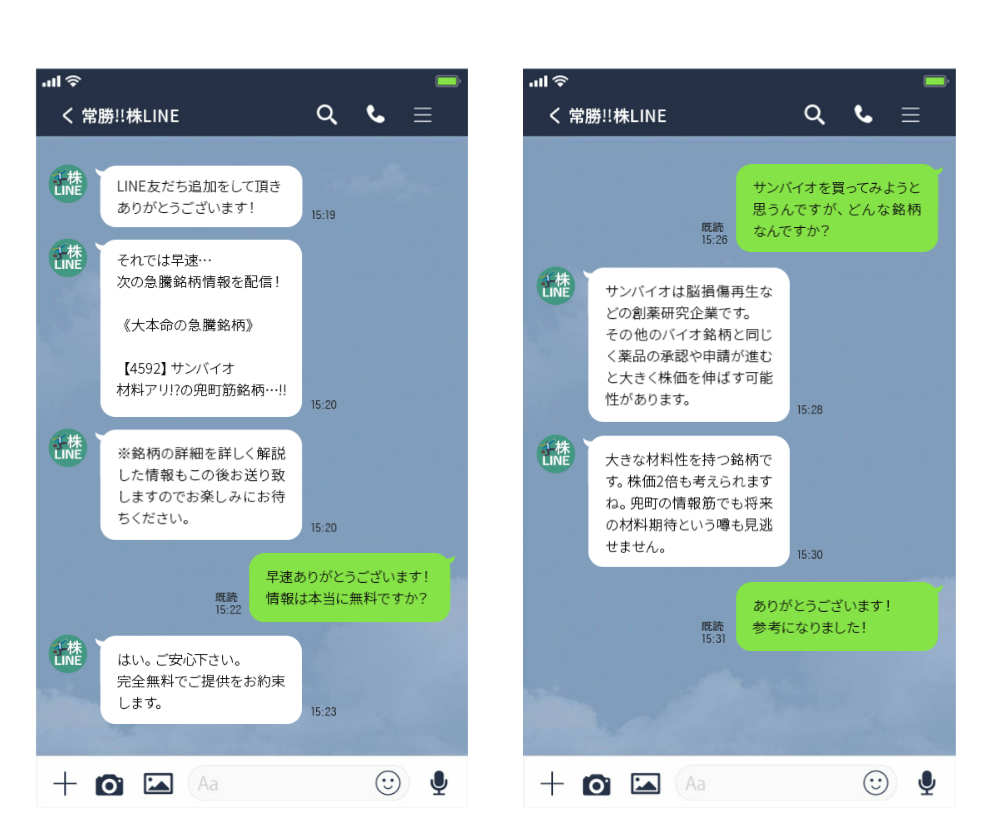 常勝!!株LINE
株
LINE
LINE友だち追加をして頂き
ありがとうございます！
15:19
株
LINE
それでは早速…
次の急騰銘柄情報を配信！
《大本命の急騰銘柄》
【4592】サンバイオ
材料アリ!?の兜町筋銘柄…!!
15:20
株
LINE
※銘柄の詳細を詳しく解説
した情報もこの後お送り致
しますのでお楽しみにお待
ちください。
15:20
早速ありがとうございます！
情報は本当に無料ですか？
既読
15:22
株
LINE
はい。ご安心下さい。
完全無料でご提供をお約束
します。
15:23
Aa
常勝!!株LINE
サンバイオを買ってみようと
思うんですが、どんな銘柄
なんですか？
既読
15:26
株
LINE
サンバイオは脳損傷再生な
どの創薬研究企業です。
その他のバイオ銘柄と同じ
く薬品の承認や申請が進む
と大きく株価を伸ばす可能
性があります。
15:28
株
LINE
大きな材料性を持つ銘柄で
す。株価2倍も考えられます
ね。兜町の情報筋でも将来
の材料期待という噂も見逃
せません。
15:30
ありがとうございます！
参考になりました！
既読
15:31
Aa